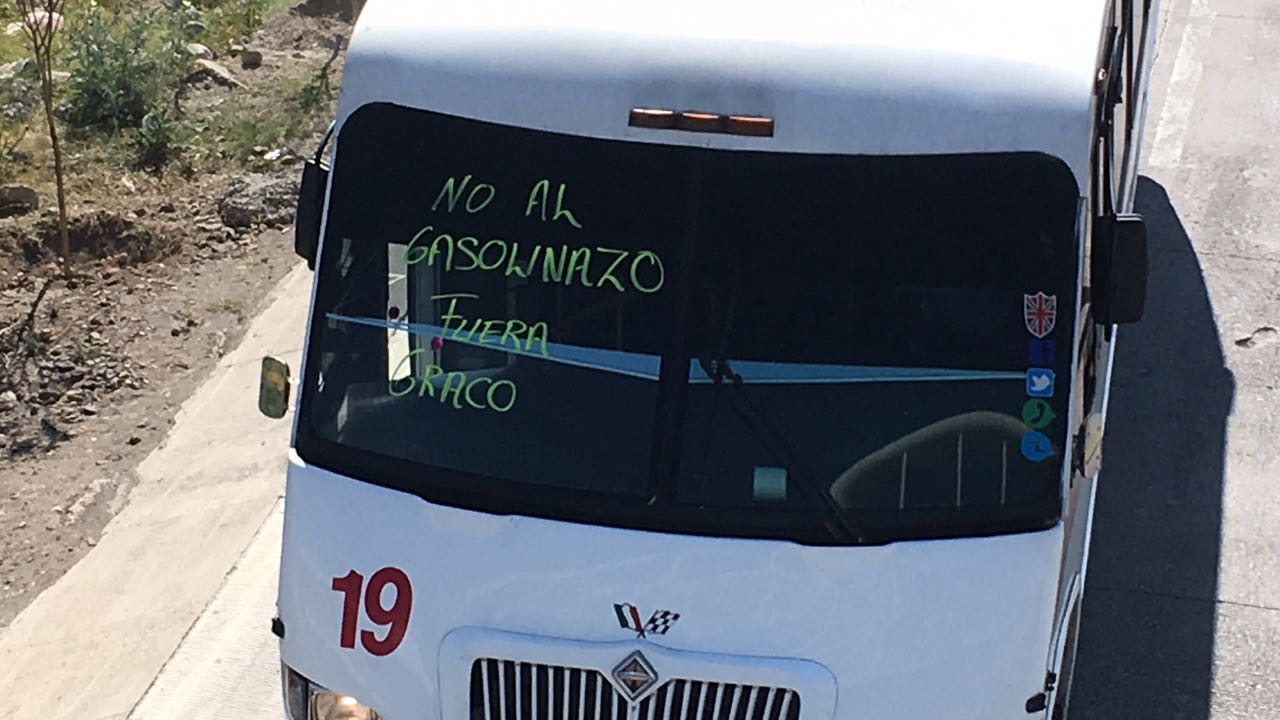 NO AL
GASOLINAZO
FUERA
GRACO
19